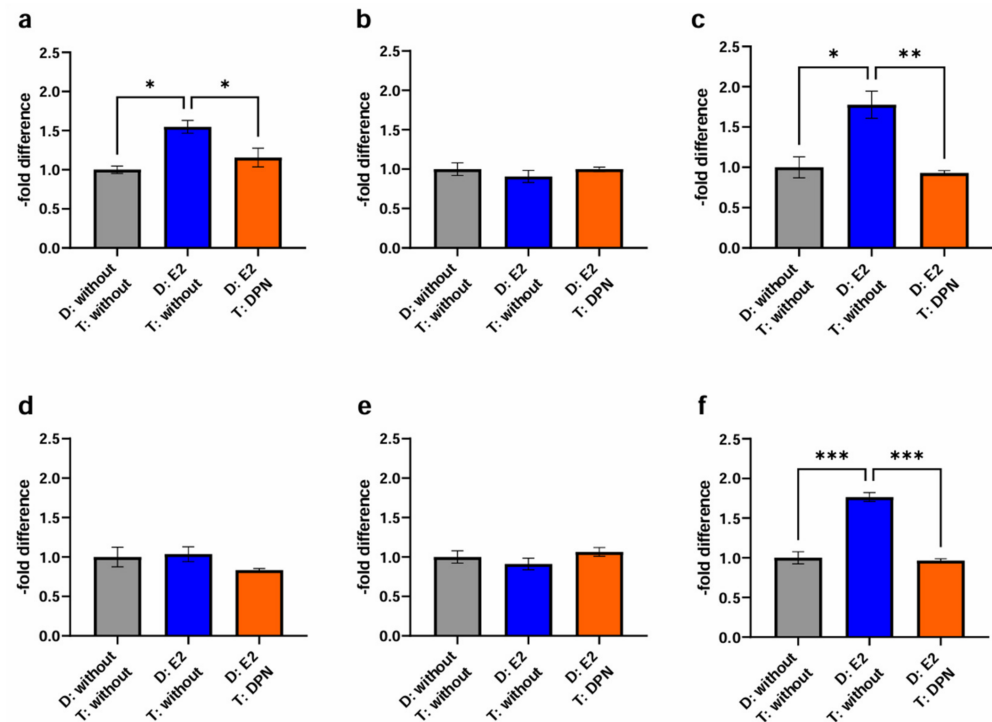 a
2.5
2.0
1.5
1.0
0.5
0.0
-fold difference
*
*
D: without
T: without
D: E2
T: without
D: E2
T: DPN
b
2.5
2.0
1.5
1.0
0.5
0.0
-fold difference
D: without
T: without
D: E2
T: without
D: E2
T: DPN
c
2.5
2.0
1.5
1.0
0.5
0.0
-fold difference
*
**
D: without
T: without
D: E2
T: without
D: E2
T: DPN
d
2.5
2.0
1.5
1.0
0.5
0.0
-fold difference
D: without
T: without
D: E2
T: without
D: E2
T: DPN
e
2.5
2.0
1.5
1.0
0.5
0.0
-fold difference
D: without
T: without
D: E2
T: without
D: E2
T: DPN
f
2.5
2.0
1.5
1.0
0.5
0.0
-fold difference
***
***
D: without
T: without
D: E2
T: without
D: E2
T: DPN